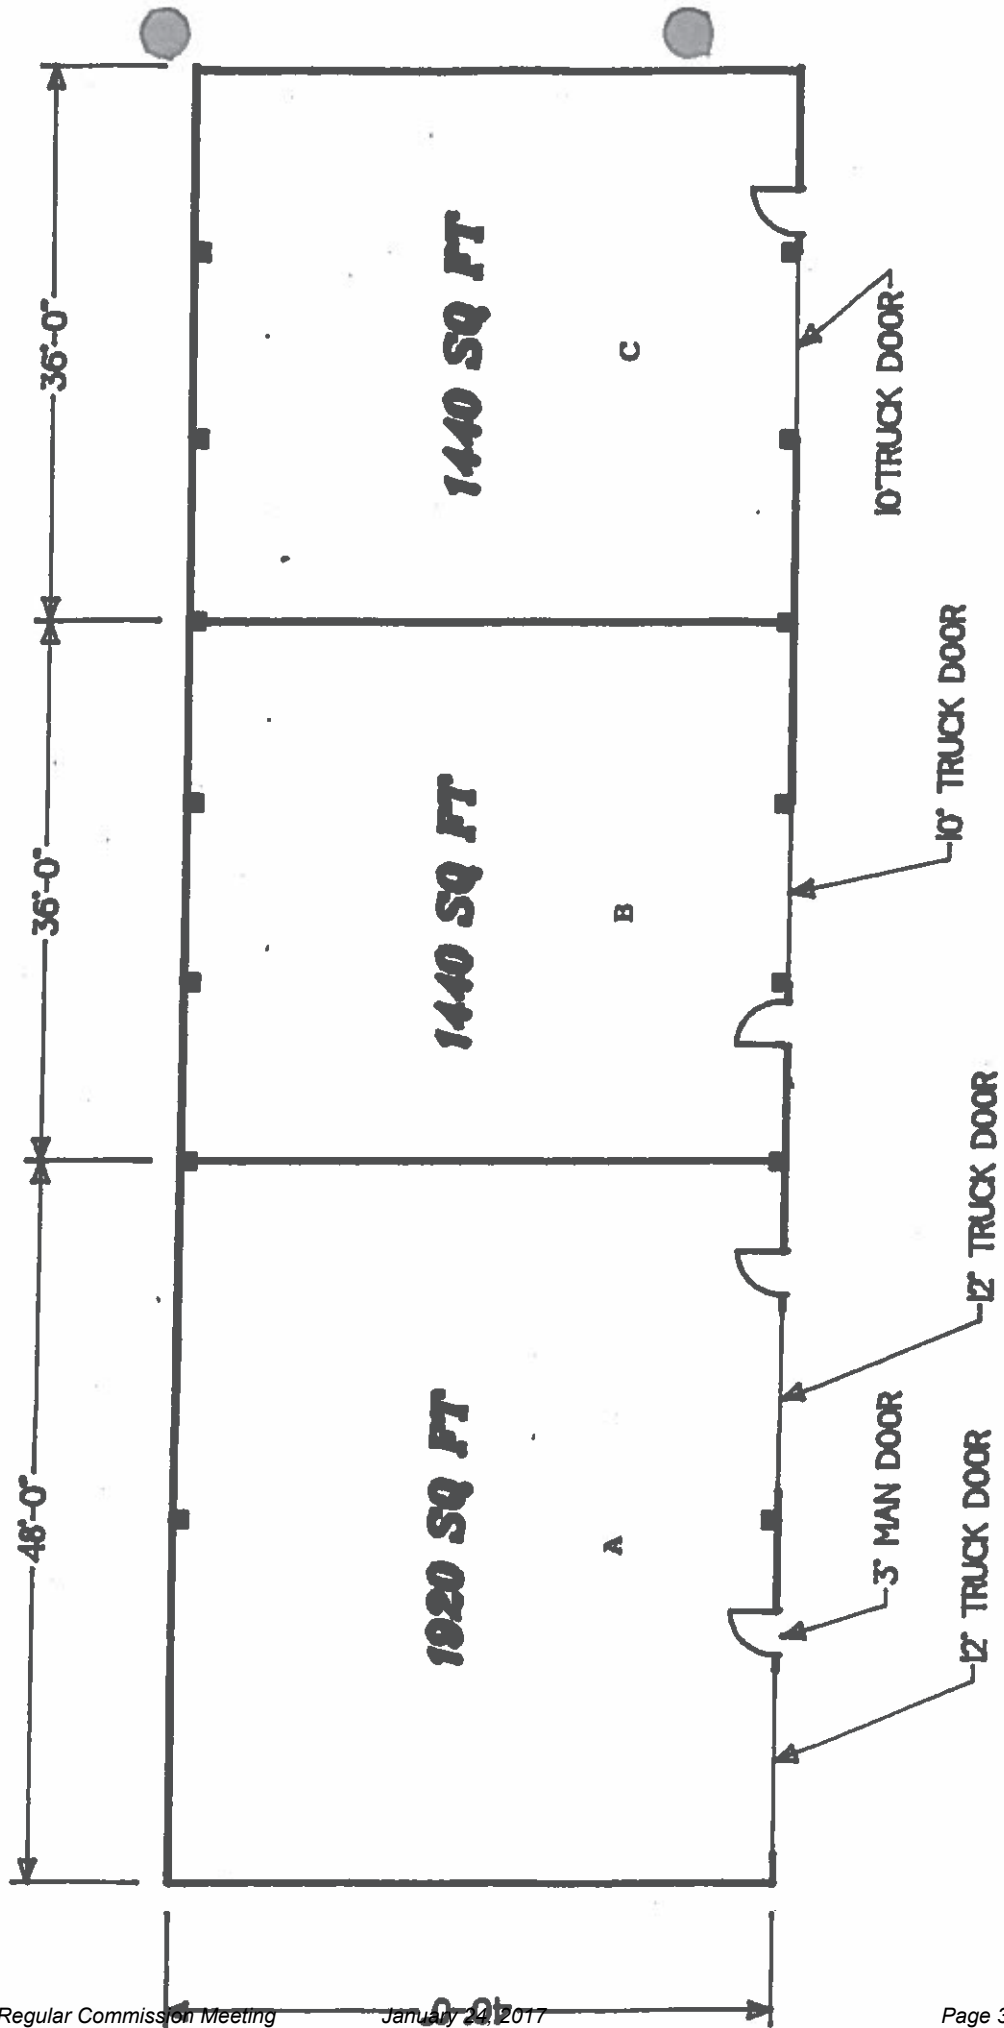 48'-0"
36'-0"
36'-0"
1920 SQ FT
1440 SQ FT
1440 SQ FT
A
B
C
12' TRUCK DOOR
3' MAN DOOR
12' TRUCK DOOR
10' TRUCK DOOR
10'TRUCK DOOR
Regular Commission Meeting January 24, 2017 Page 3